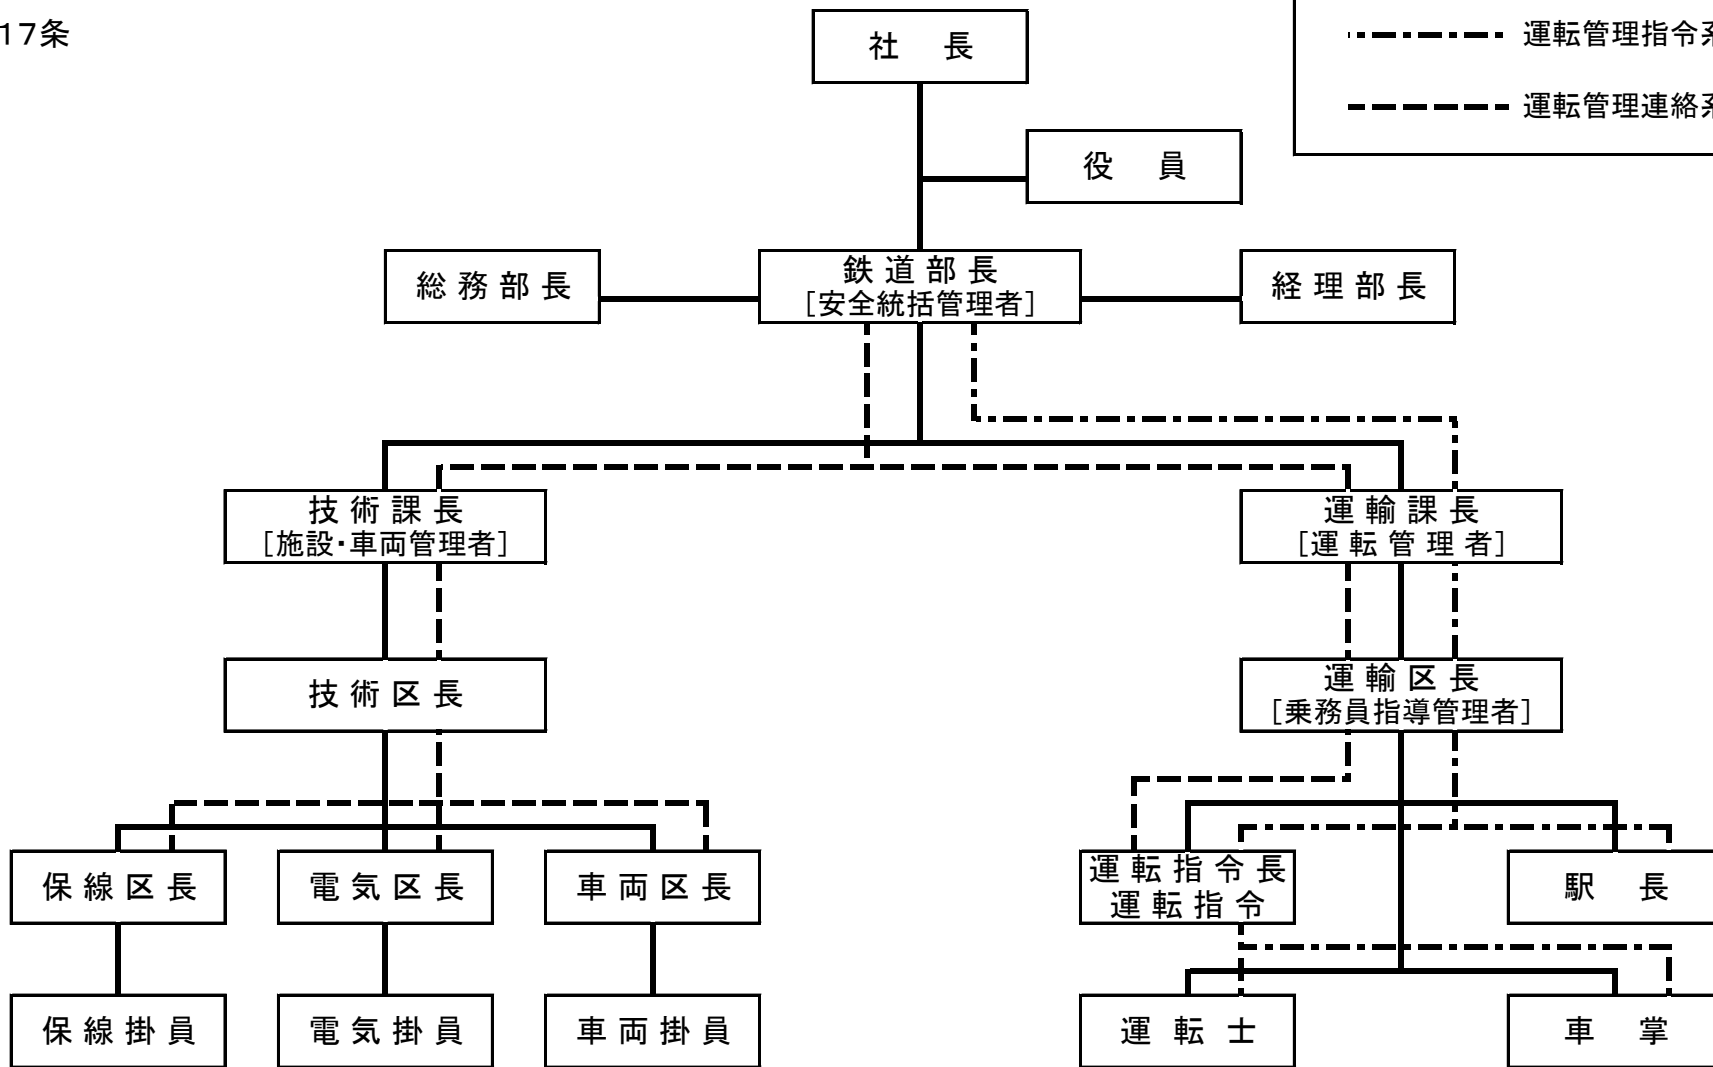 17条
運転管理指令系
運転管理連絡系
社 長
役 員
総務部長
鉄道部長
[安全統括管理者]
経理部長
技術課長
[施設・車両管理者]
運輸課長
[運転管理者]
技術区長
運輸区長
[乗務員指導管理者]
保線区長
電気区長
車両区長
運転指令長
運転指令
駅 長
保線掛員
電気掛員
車両掛員
運転士
車 掌